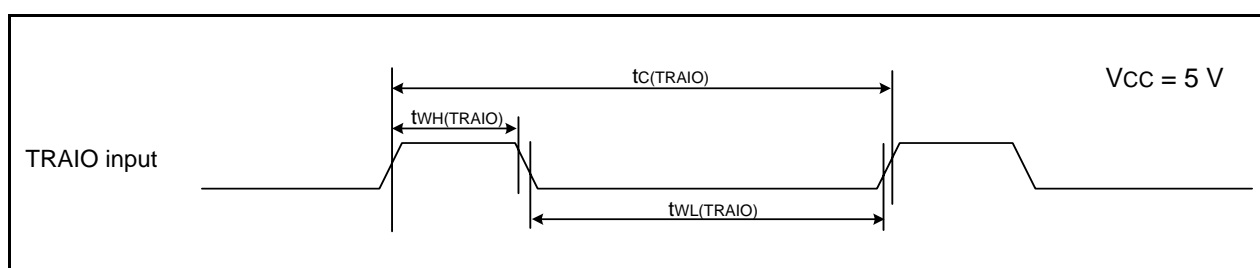 tC(TRAIO)
VCC = 5 V
tWH(TRAIO)
TRAIO input
tWL(TRAIO)